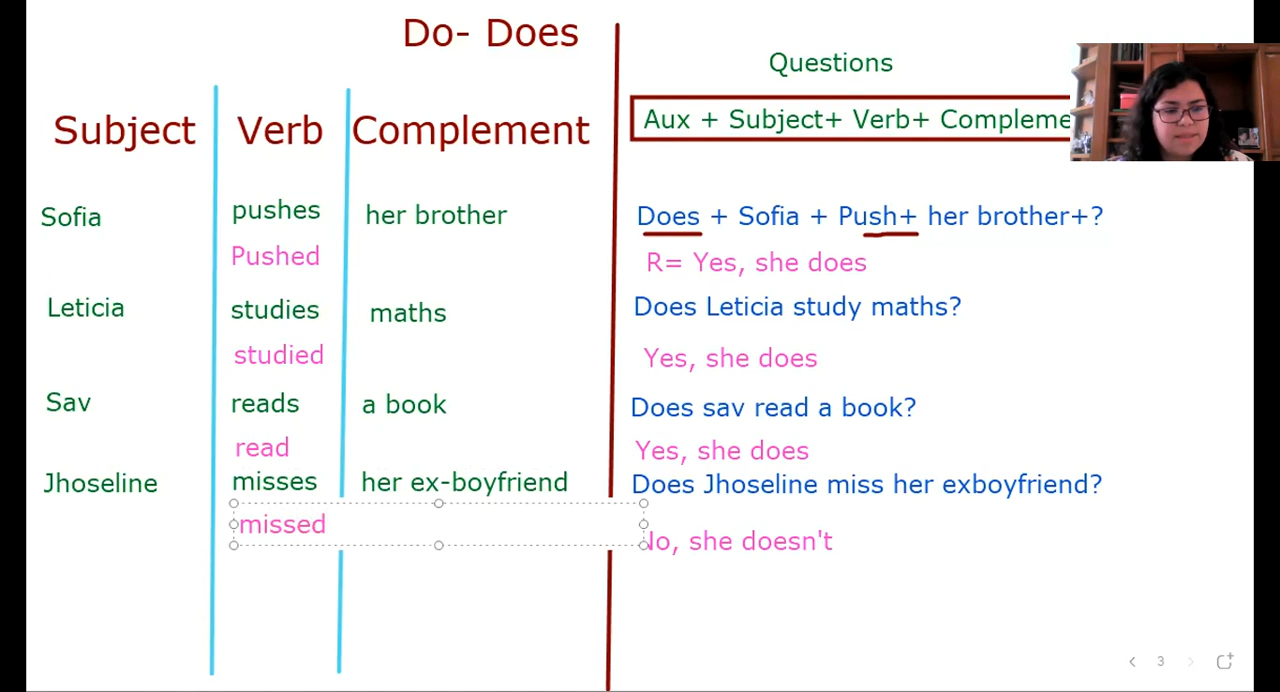 Do- Does
Questions
Subject Verb Complement
Aux + Subject+ Verb+ Compleme
Sofia pushes her brother
Does + Sofia + Push+ her brother+?
Pushed
R= Yes, she does
Leticia studies maths
Does Leticia study maths?
studied
Yes, she does
Sav reads a book
Does sav read a book?
read
Yes, she does
Jhoseline misses her ex-boyfriend
Does Jhoseline miss her exboyfriend?
missed
No, she doesn't
3